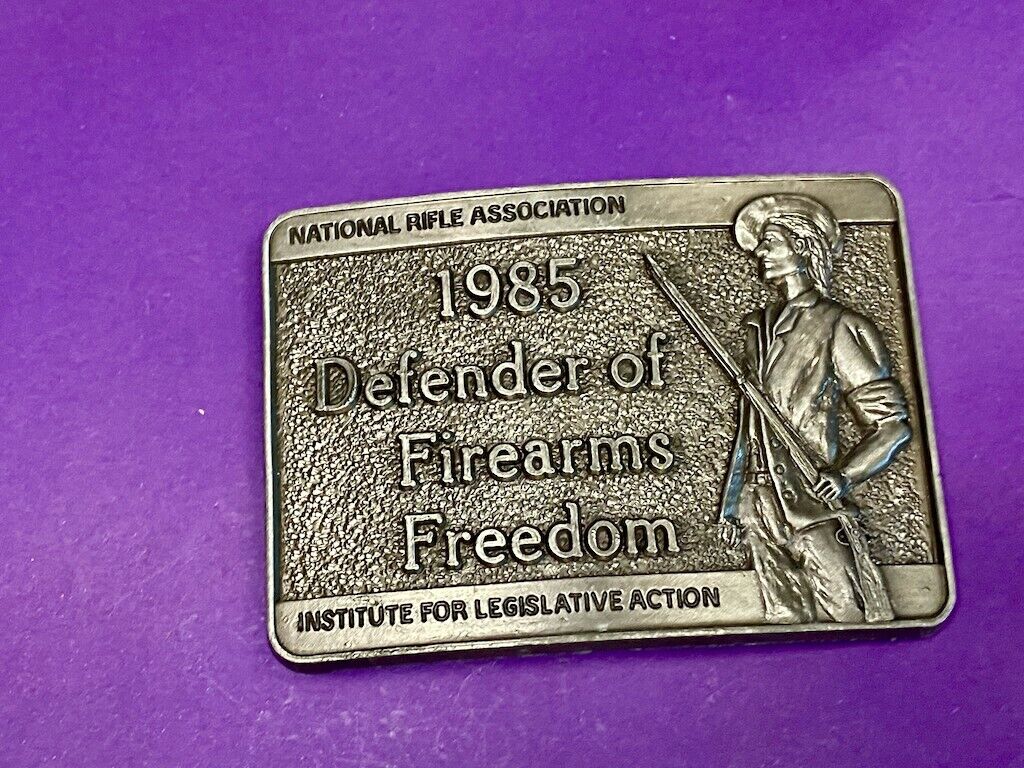 NATIONAL RIFLE ASSOCIATION
1985
Defender of
Firearms
Freedom
INSTITUTE FOR LEGISLATIVE ACTION